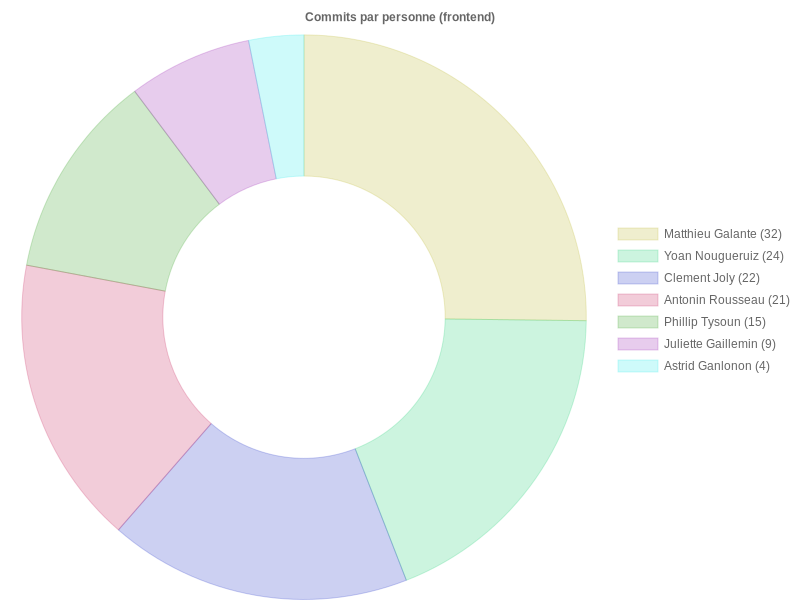 Commits par personne (frontend)
Matthieu Galante (32)
Yoan Nougueruiz (24)
Clement Joly (22)
Antonin Rousseau (21)
Phillip Tysoun (15)
Juliette Gaillemin (9)
Astrid Ganlonon (4)